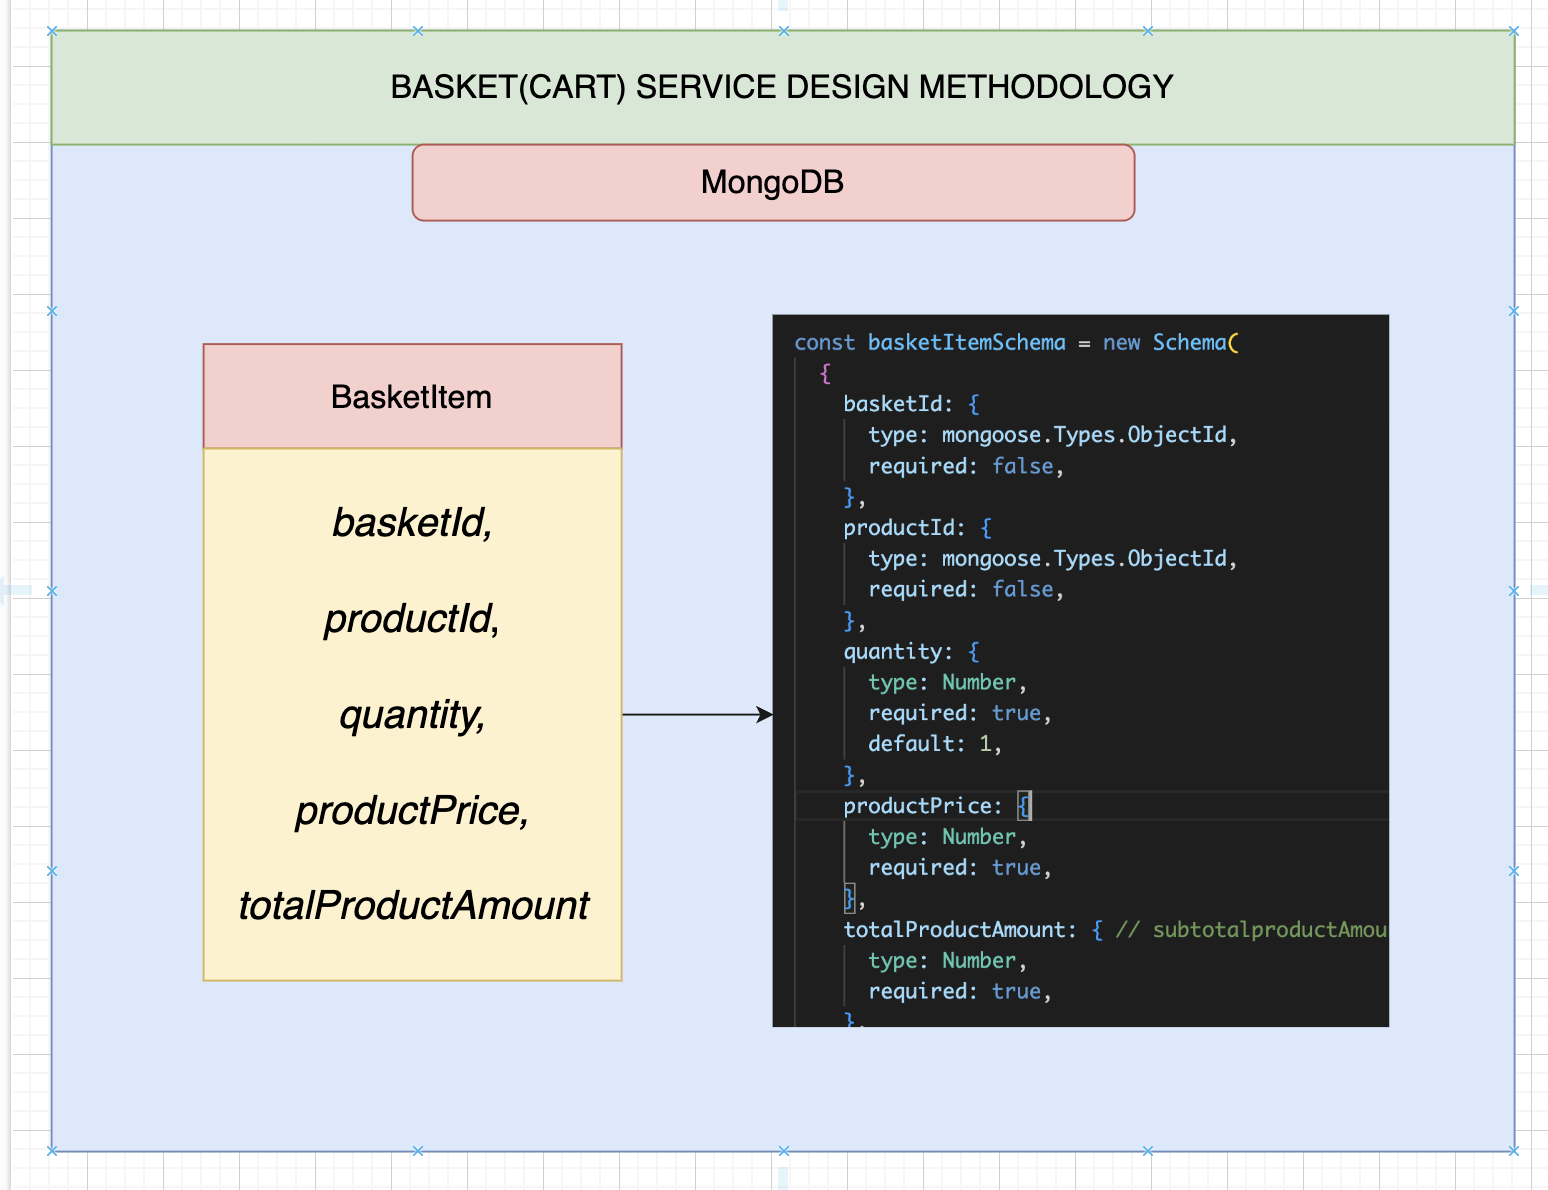 BASKET(CART) SERVICE DESIGN METHODOLOGY
MongoDB
BasketItem
basketId,
productId,
quantity,
productPrice,
totalProductAmount
const basketItemSchema = new Schema(
{
basketId: {
type: mongoose.Types.ObjectId,
required: false,
},
productId: {
type: mongoose.Types.ObjectId,
required: false,
},
quantity: {
type: Number,
required: true,
default: 1,
},
productPrice: {
type: Number,
required: true,
},
totalProductAmount: { // subtotalproductAmou
type: Number,
required: true,
},